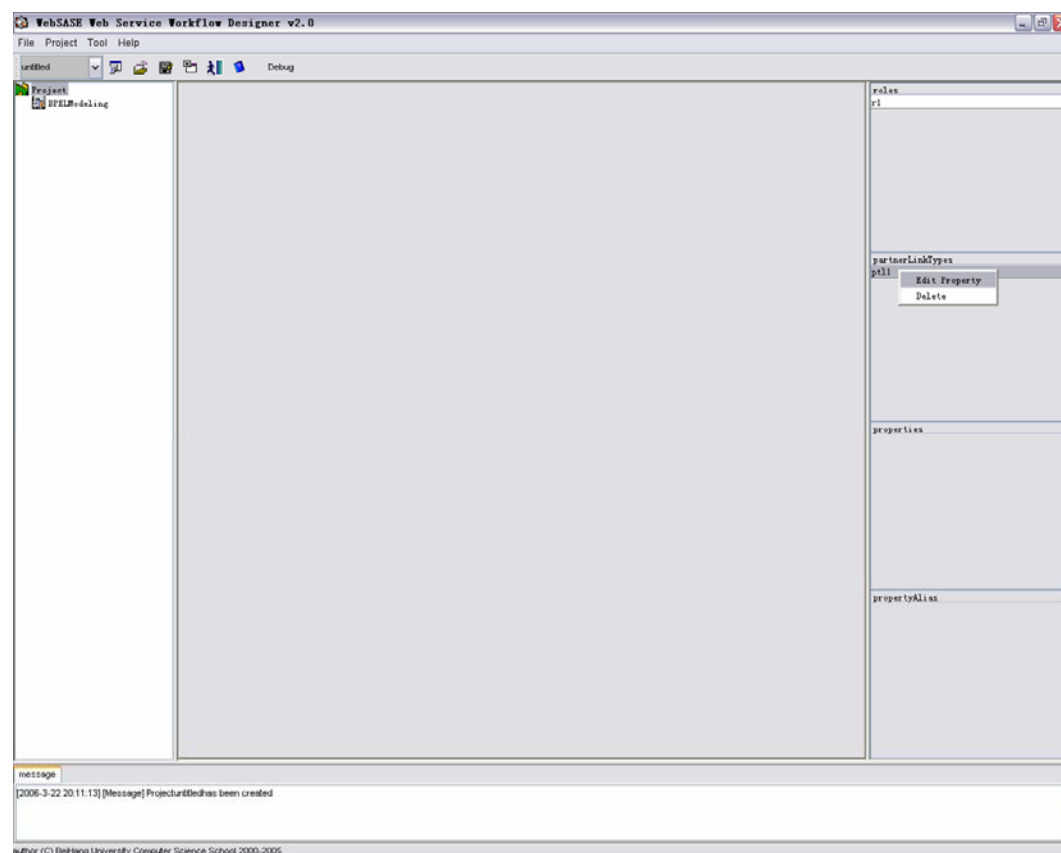 WebSASE Web Service Workflow Designer v2.0
File Project Tool Help
untitled Debug
Project
BPELModeling
roles
r1
partnerLinkTypes
ptl1
Edit Property
Delete
properties
propertyAlias
message
[2006-3-22 20:11:13] [Message] Projectuntitledhas been created
author (C) BeiHang University Computer Science School 2000-2005